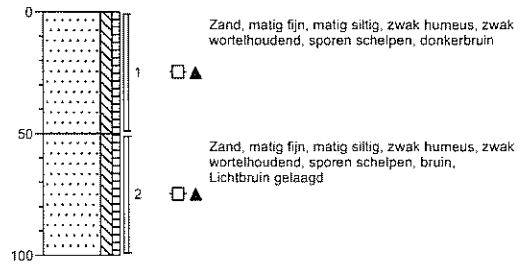 0
Zand, matig fijn, matig siltig, zwak humeus, zwak
wortelhoudend, sporen schelpen, donkerbruin
1
50
Zand, matig fijn, matig siltig, zwak humeus, zwak
wortelhoudend, sporen schelpen, bruin,
Lichtbruin gelaagd
2
100